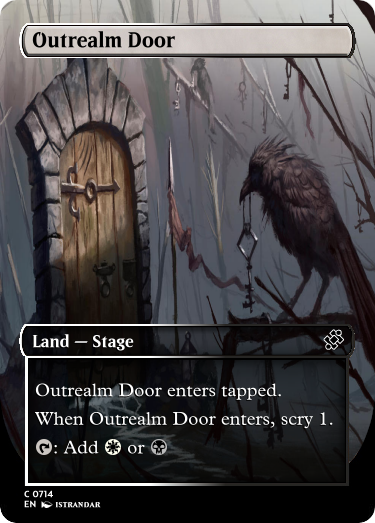 Outrealm Door
Land — Stage
Outrealm Door enters tapped.
When Outrealm Door enters, scry 1.
: Add or
C 0714
EN ISTRANDAR